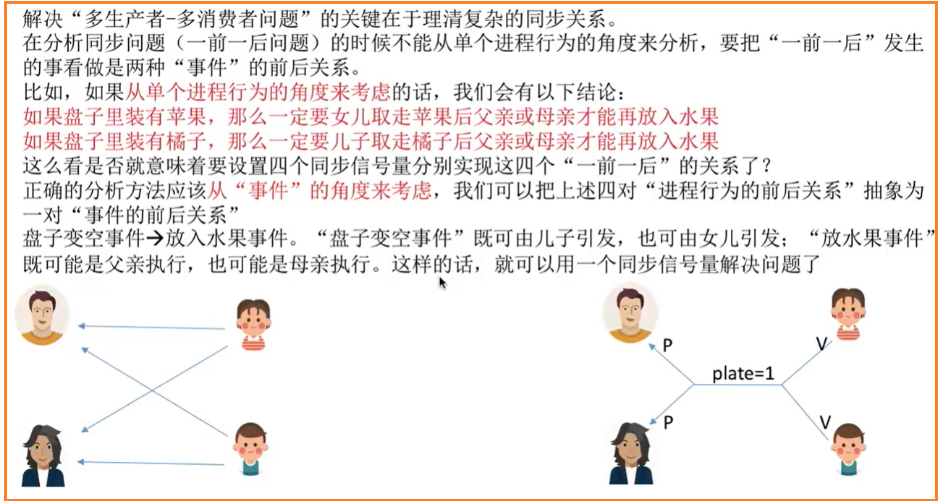 解决“多生产者-多消费者问题”的关键在于理清复杂的同步关系。
在分析同步问题（一前一后问题）的时候不能从单个进程行为的角度来分析，要把“一前一后”发生
的事看做是两种“事件”的前后关系。
比如，如果从单个进程行为的角度来考虑的话，我们会有以下结论：
如果盘子里装有苹果，那么一定要女儿取走苹果后父亲或母亲才能再放入水果
如果盘子里装有橘子，那么一定要儿子取走橘子后父亲或母亲才能再放入水果
这么看是否就意味着要设置四个同步信号量分别实现这四个“一前一后”的关系了？
正确的分析方法应该从“事件”的角度来考虑，我们可以把上述四对“进程行为的前后关系”抽象为
一对“事件的前后关系”
盘子变空事件→放入水果事件。“盘子变空事件”既可由儿子引发，也可由女儿引发；“放水果事件”
既可能是父亲执行，也可能是母亲执行。这样的话，就可以用一个同步信号量解决问题了
P
V
plate=1
P
V